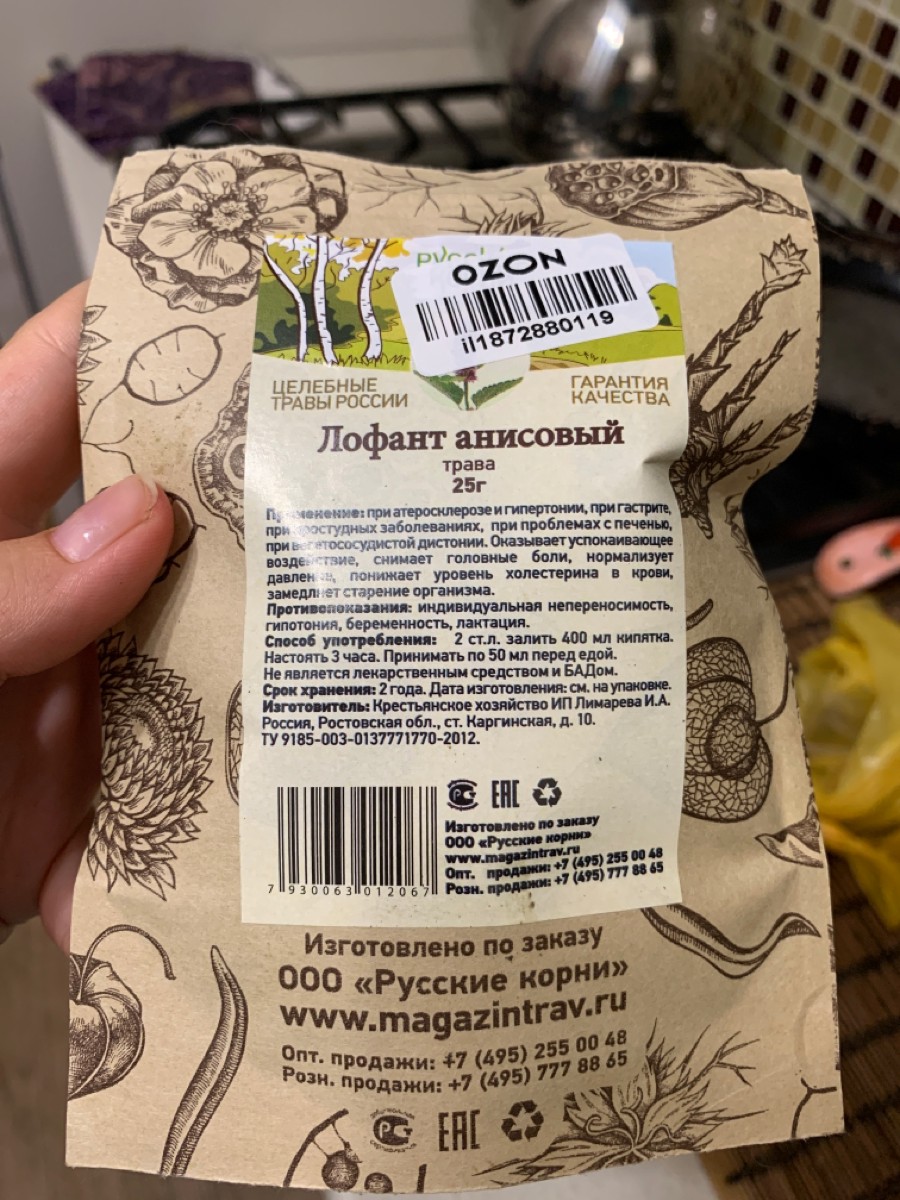 OZON
il1872880119
ЦЕЛЕБНЫЕ
ТРАВЫ РОССИИ
ГАРАНТИЯ
КАЧЕСТВА
Лофант анисовый
трава
25г
Применение: при атеросклерозе и гипертонии, при гастрите,
при простудных заболеваниях, при проблемах с печенью,
при вегетососудистой дистонии. Оказывает успокаивающее
воздействие, снимает головные боли, нормализует
давление, понижает уровень холестерина в крови,
замедляет старение организма.
Противопоказания: индивидуальная непереносимость,
гипотония, беременность, лактация.
Способ употребления: 2 ст.л. залить 400 мл кипятка.
Настоять 3 часа. Принимать по 50 мл перед едой.
Не является лекарственным средством и БАДом.
Срок хранения: 2 года. Дата изготовления: см. на упаковке.
Изготовитель: Крестьянское хозяйство ИП Лимарева И.А.
Россия, Ростовская обл., ст. Каргинская, д. 10.
ТУ 9185-003-0137771770-2012.
7 930063 012067
РС ЕАС
Изготовлено по заказу
ООО «Русские корни»
www.magazintrav.ru
Опт. продажи: +7 (495) 255 00 48
Розн. продажи: +7 (495) 777 88 65
Изготовлено по заказу
ООО «Русские корни»
www.magazintrav.ru
Опт. продажи: +7 (495) 255 00 48
Розн. продажи: +7 (495) 777 88 65
РС ЕАС